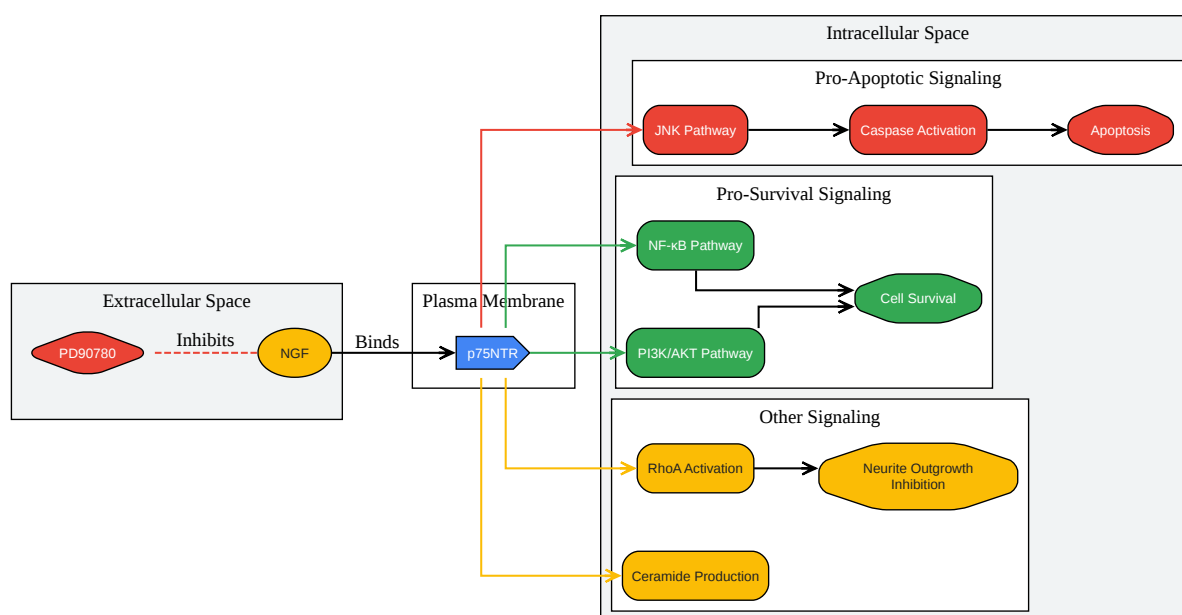 Intracellular Space
Pro-Apoptotic Signaling
JNK Pathway
Caspase Activation
Apoptosis
Pro-Survival Signaling
NF-κB Pathway
Cell Survival
PI3K/AKT Pathway
Extracellular Space
PD90780
Inhibits
NGF
Binds
Plasma Membrane
p75NTR
Other Signaling
RhoA Activation
Neurite Outgrowth
Inhibition
Ceramide Production